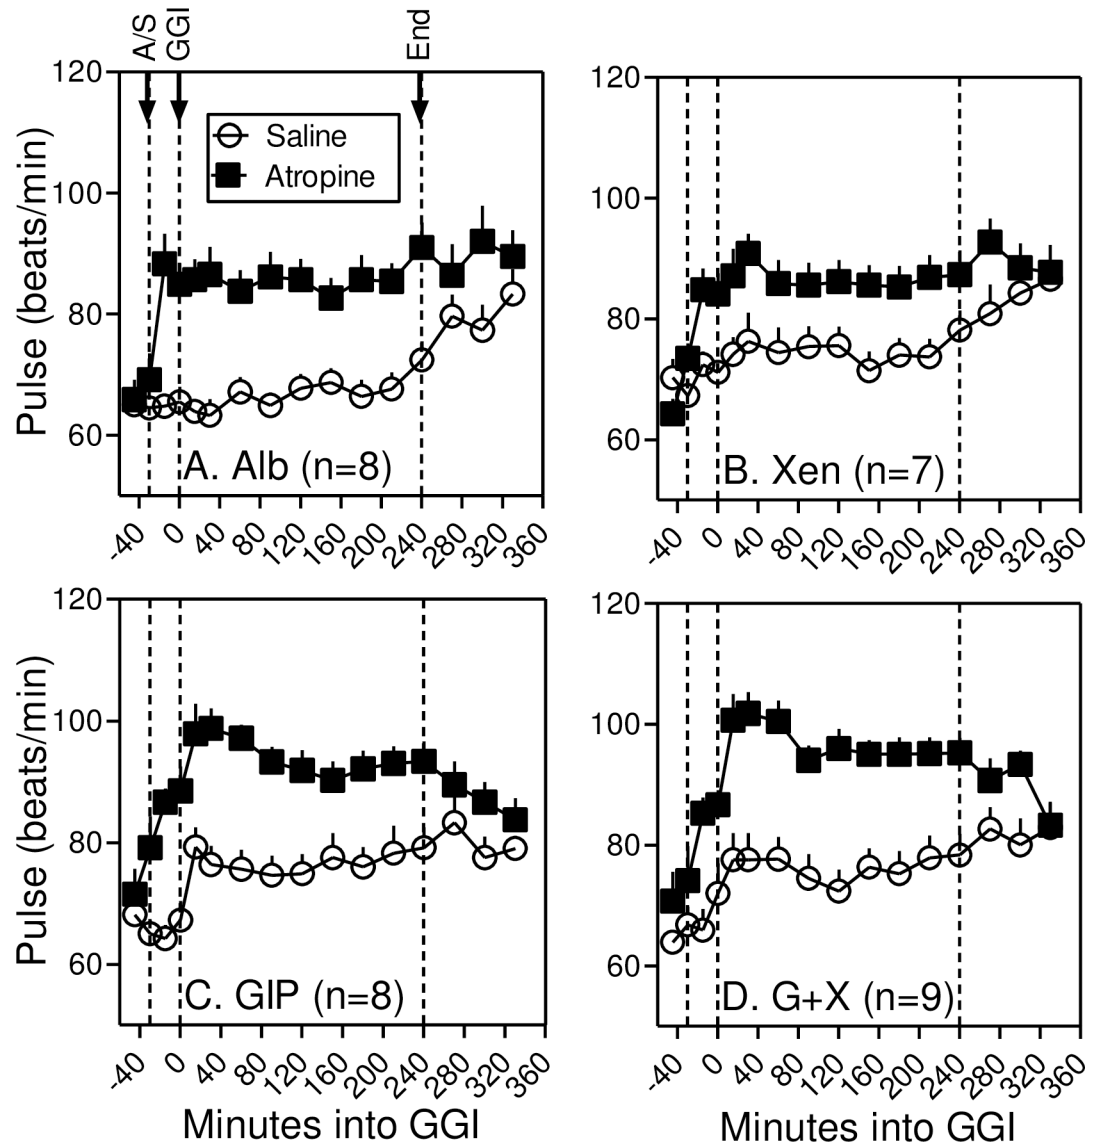 A/S
GGI
End
Pulse (beats/min)
120
100
80
60
Saline
Atropine
A. Alb (n=8)
-40 0 40 80 120 160 200 240 280 320 360
120
100
80
60
B. Xen (n=7)
-40 0 40 80 120 160 200 240 280 320 360
Pulse (beats/min)
120
100
80
60
C. GIP (n=8)
-40 0 40 80 120 160 200 240 280 320 360
Minutes into GGI
120
100
80
60
D. G+X (n=9)
-40 0 40 80 120 160 200 240 280 320 360
Minutes into GGI